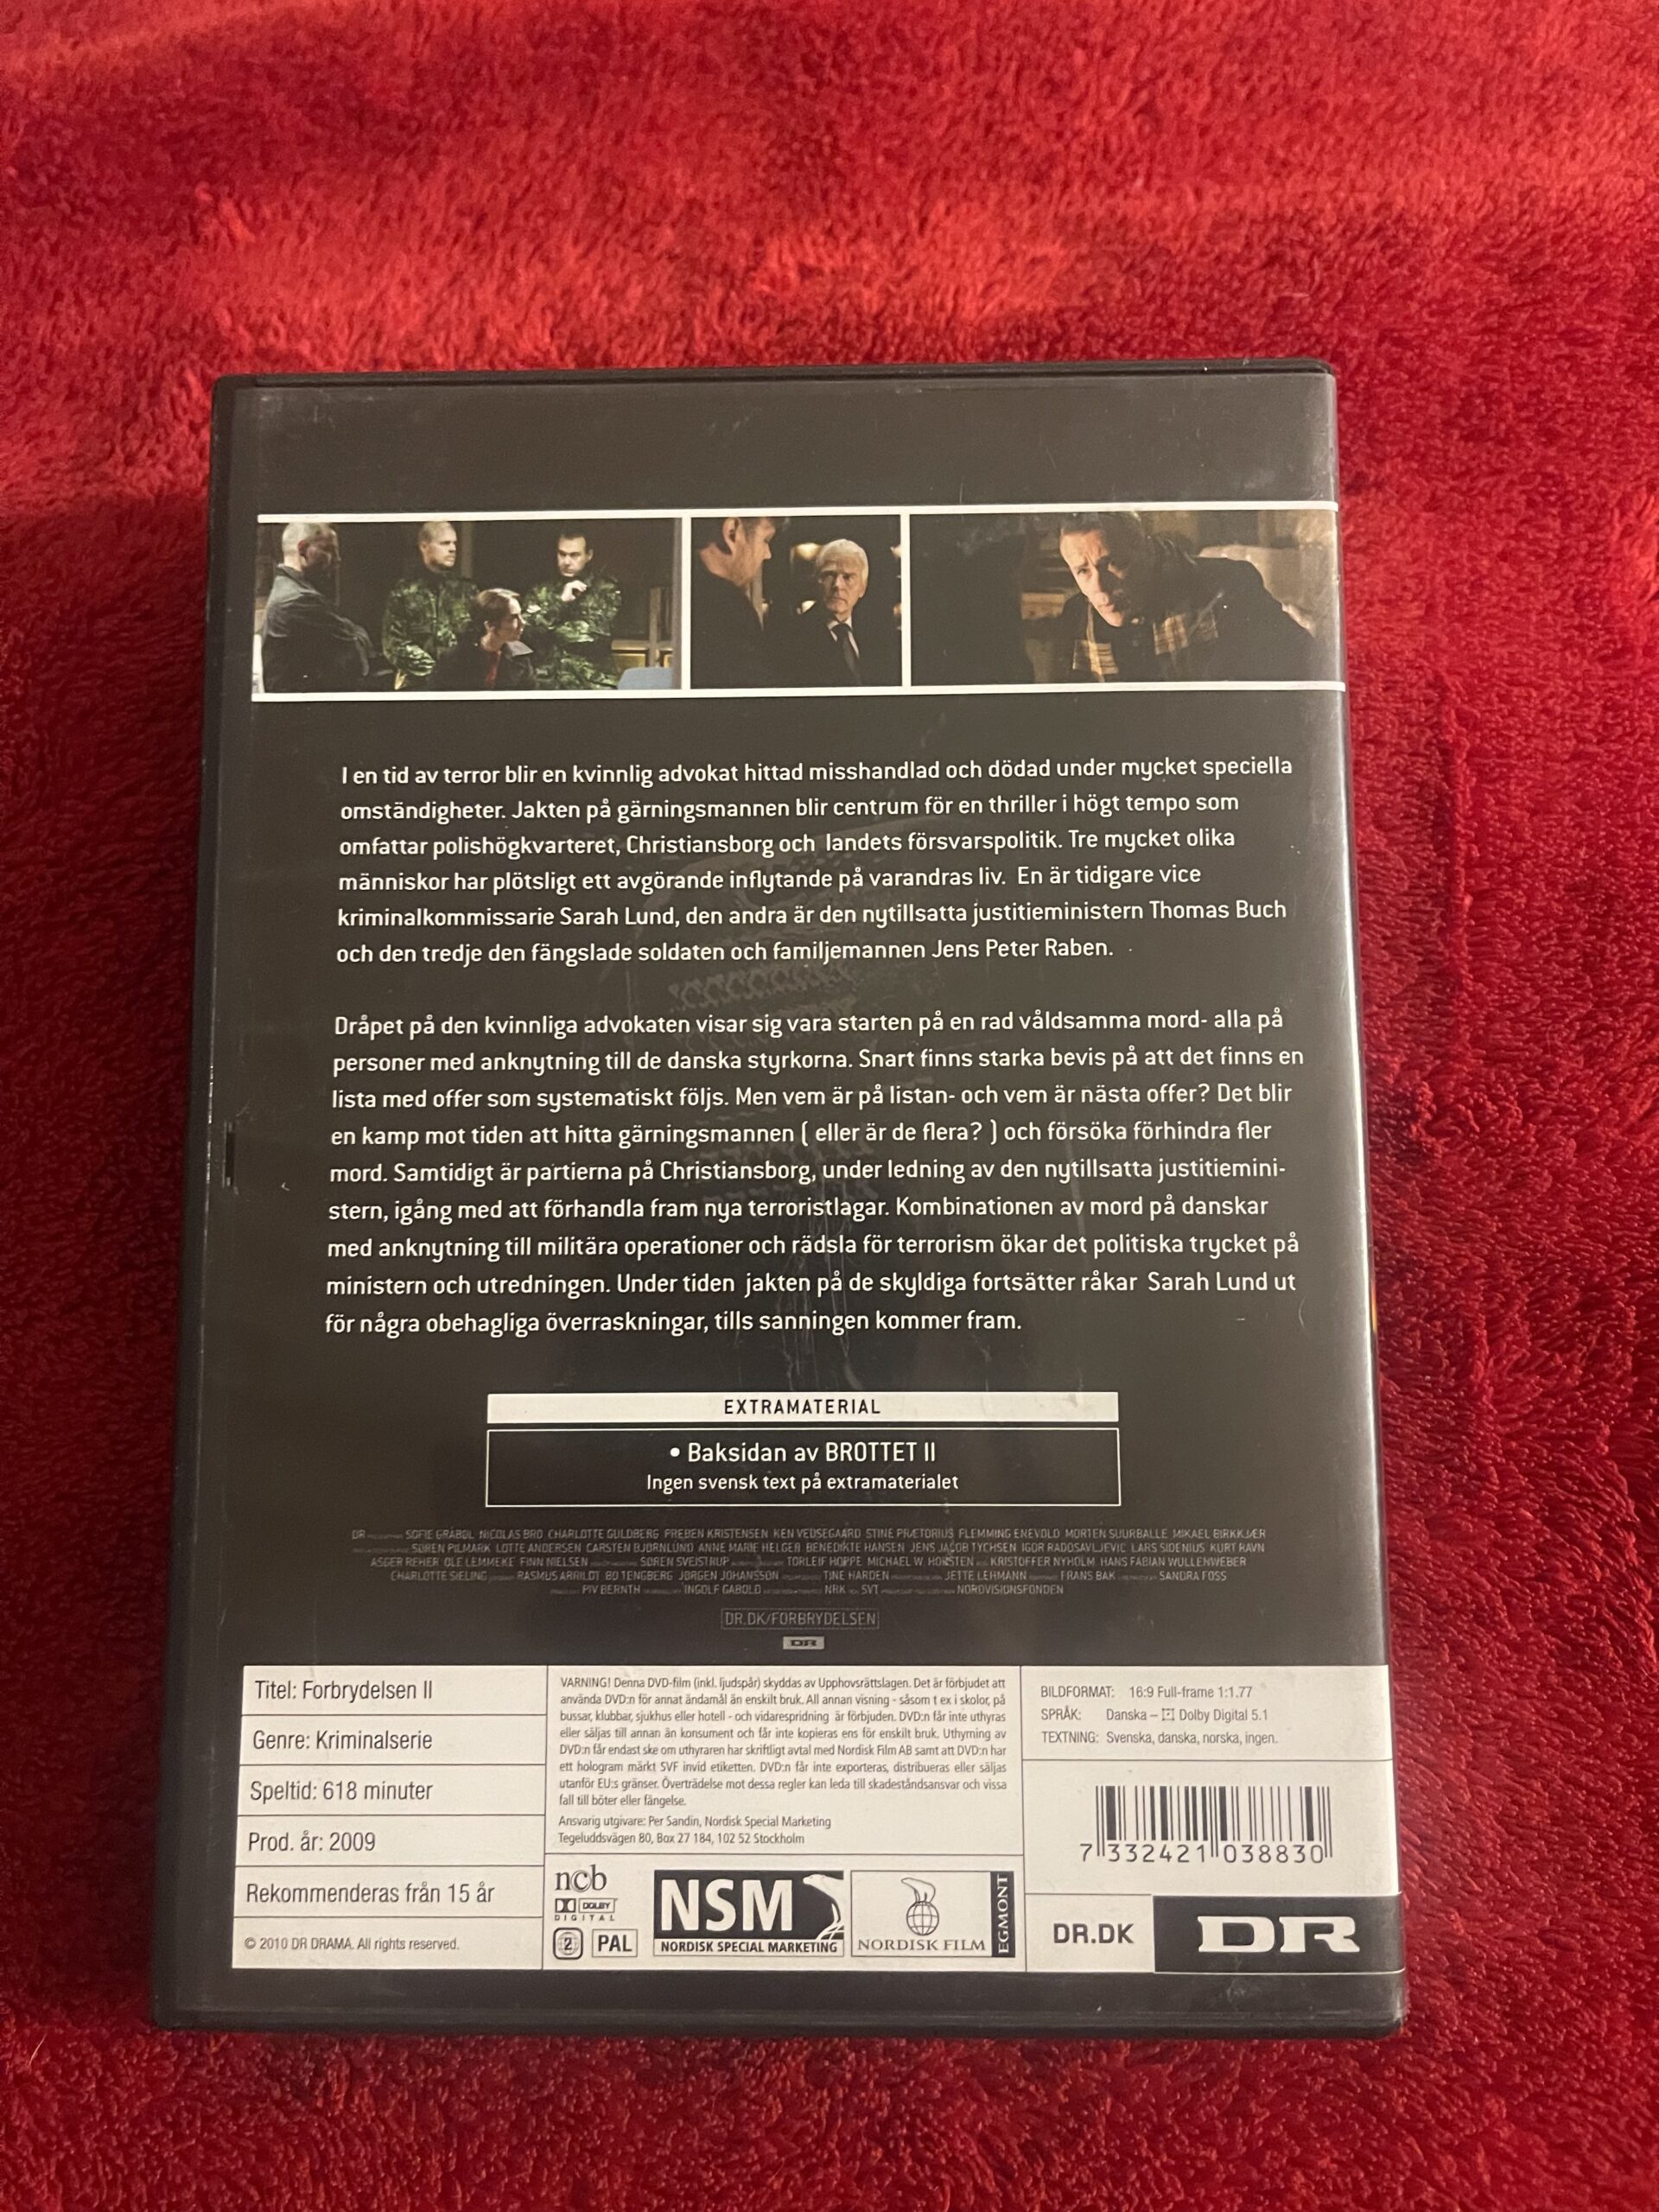 I en tid av terror blir en kvinnlig advokat hittad misshandlad och dödad under mycket speciella
omständigheter. Jakten på gärningsmannen blir centrum för en thriller i högt tempo som
omfattar polishögkvarteret, Christiansborg och landets försvarspolitik. Tre mycket olika
människor har plötsligt ett avgörande inflytande på varandras liv. En är tidigare vice
kriminalkommissarie Sarah Lund, den andra är den nytillsatta justitieministern Thomas Buch
och den tredje den fängslade soldaten och familjemannen Jens Peter Raben.
Dråpet på den kvinnliga advokaten visar sig vara starten på en rad våldsamma mord- alla på
personer med anknytning till de danska styrkorna. Snart finns starka bevis på att det finns en
lista med offer som systematiskt följs. Men vem är på listan- och vem är nästa offer? Det blir
en kamp mot tiden att hitta gärningsmannen ( eller är de flera? ) och försöka förhindra fler
mord. Samtidigt är partierna på Christiansborg, under ledning av den nytillsatta justitiemini-
stern, igång med att förhandla fram nya terroristlagar. Kombinationen av mord på danskar
med anknytning till militära operationer och rädsla för terrorism ökar det politiska trycket på
ministern och utredningen. Under tiden jakten på de skyldiga fortsätter råkar Sarah Lund ut
för några obehagliga överraskningar, tills sanningen kommer fram.
EXTRAMATERIAL
• Baksidan av BROTTET II
Ingen svensk text på extramaterialet
DR SOFIE GRÅBØL NICOLAS BRO CHARLOTTE GULDBERG PREBEN KRISTENSEN KEN VEDSEGAARD STINE PRÆTORIUS FLEMMING ENEVOLD MORTEN SUURBALLE MIKAEL BIRKKJÆR
SØREN PILMARK LOTTE ANDERSEN CARSTEN BJØRNLUND ANNE MARIE HELGER BENEDIKTE HANSEN JENS JACOB TYCHSEN IGOR RADOSAVLJEVIC LARS SIDENIUS KURT RAVN
ASGER REHER OLE LEMMEKE FINN NIELSEN SØREN SVEISTRUP TORLEIF HOPPE MICHAEL W HORSTEN KRISTOFFER NYHOLM HANS FABIAN WULLENWEBER
CHARLOTTE SIELING RASMUS ARRILDT BO TENGBERG JØRGEN JOHANSSON TINE HARDEN JETTE LEHMANN FRANS BAK SANDRA FOSS
PIV BERNTH INGOLF GABOLD NRK SVT NORDVISIONSFONDEN
DR.DK/FORBRYDELSEN
DR
Titel: Forbrydelsen II
Genre: Kriminalserie
Speltid: 618 minuter
Prod. år: 2009
Rekommenderas från 15 år
© 2010 DR DRAMA. All rights reserved.
VARNING! Denna DVD-film (inkl. ljudspår) skyddas av Upphovsrättslagen. Det är förbjudet att
använda DVD:n för annat ändamål än enskilt bruk. All annan visning - såsom t ex i skolor, på
bussar, klubbar, sjukhus eller hotell - och vidarespridning är förbjuden. DVD:n får inte uthyras
eller säljas till annan än konsument och får inte kopieras ens för enskilt bruk. Uthyrning av
DVD:n får endast ske om uthyraren har skriftligt avtal med Nordisk Film AB samt att DVD:n har
ett hologram märkt SVF invid etiketten. DVD:n får inte exporteras, distribueras eller säljas
utanför EU:s gränser. Överträdelse mot dessa regler kan leda till skadeståndsansvar och vissa
fall till böter eller fängelse.
Ansvarig utgivare: Per Sandin, Nordisk Special Marketing
Tegeluddsvägen 80, Box 27 184, 102 52 Stockholm
ncb
DOLBY
DIGITAL
2 PAL
NSM
NORDISK SPECIAL MARKETING
NORDISK FILM
EGMONT
BILDFORMAT: 16:9 Full-frame 1:1.77
SPRÅK: Danska – Dolby Digital 5.1
TEXTNING: Svenska, danska, norska, ingen.
7 332421 038830
DR.DK
DR